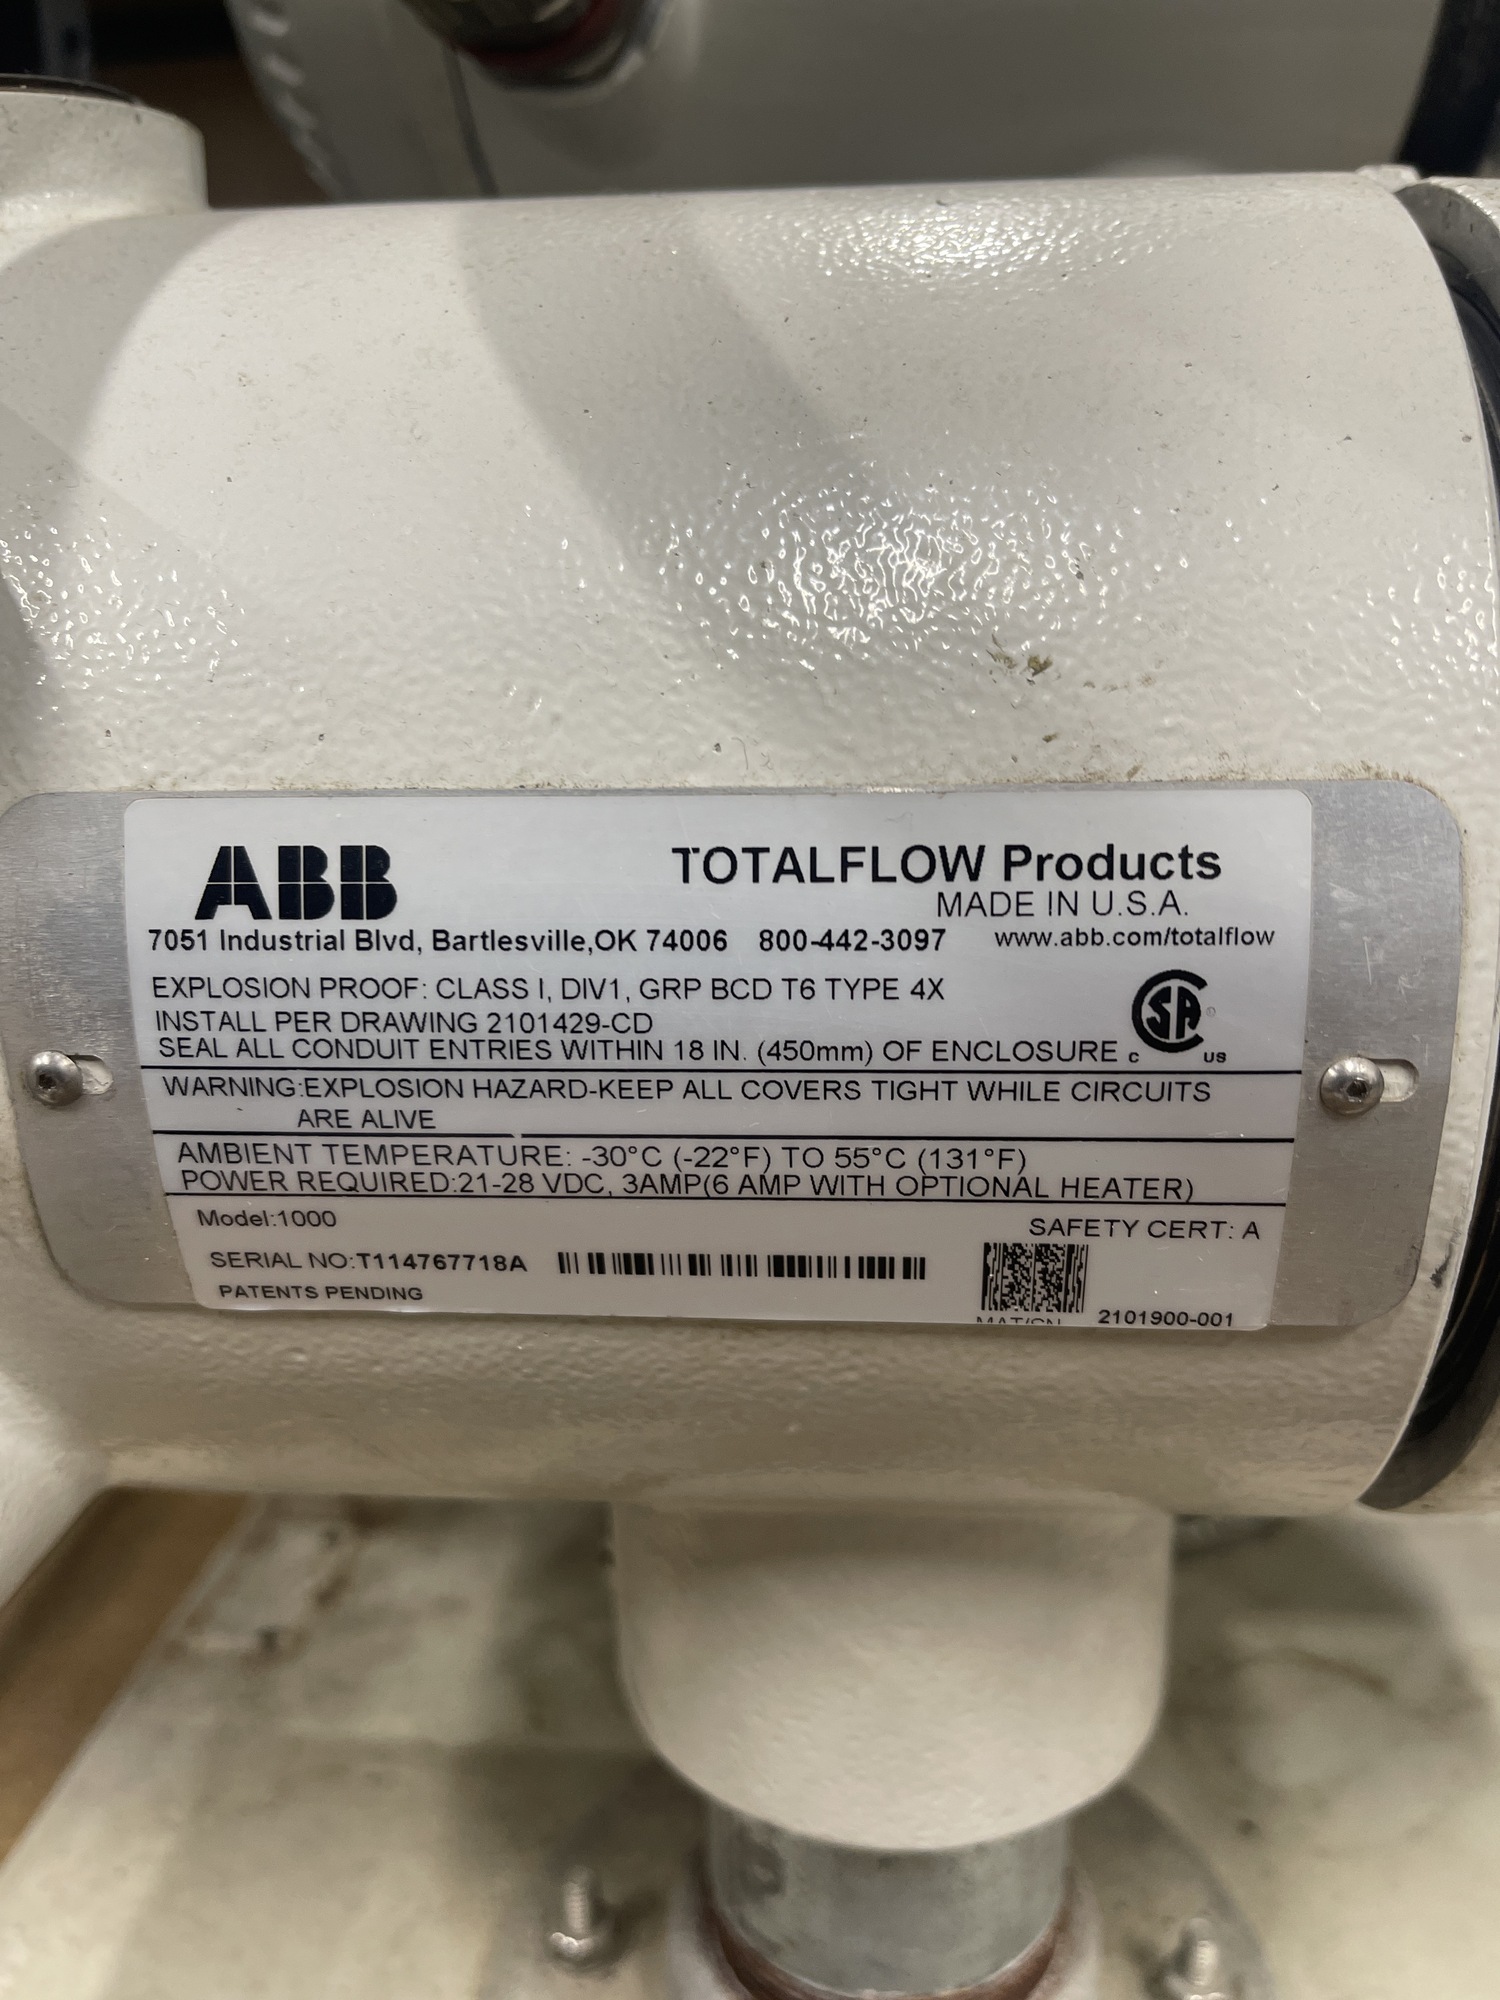 ABB
TOTALFLOW Products
MADE IN U.S.A.
7051 Industrial Blvd, Bartlesville,OK 74006 800-442-3097 www.abb.com/totalflow
EXPLOSION PROOF: CLASS I, DIV1, GRP BCD T6 TYPE 4X
INSTALL PER DRAWING 2101429-CD
SEAL ALL CONDUIT ENTRIES WITHIN 18 IN. (450mm) OF ENCLOSURE
C SA ® US
WARNING:EXPLOSION HAZARD-KEEP ALL COVERS TIGHT WHILE CIRCUITS
ARE ALIVE
AMBIENT TEMPERATURE: -30°C (-22°F) TO 55°C (131°F)
POWER REQUIRED:21-28 VDC, 3AMP(6 AMP WITH OPTIONAL HEATER)
Model:1000
SAFETY CERT: A
SERIAL NO:T114767718A
PATENTS PENDING
MAT/SN 2101900-001